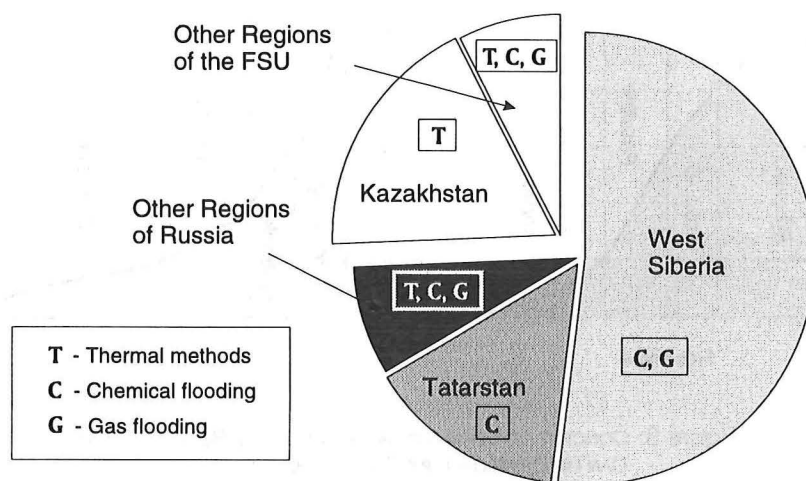 Other Regions
of the FSU
T, C, G
T
Kazakhstan
Other Regions
of Russia
T, C, G
West
Siberia
C, G
Tatarstan
C
T - Thermal methods
C - Chemical flooding
G - Gas flooding